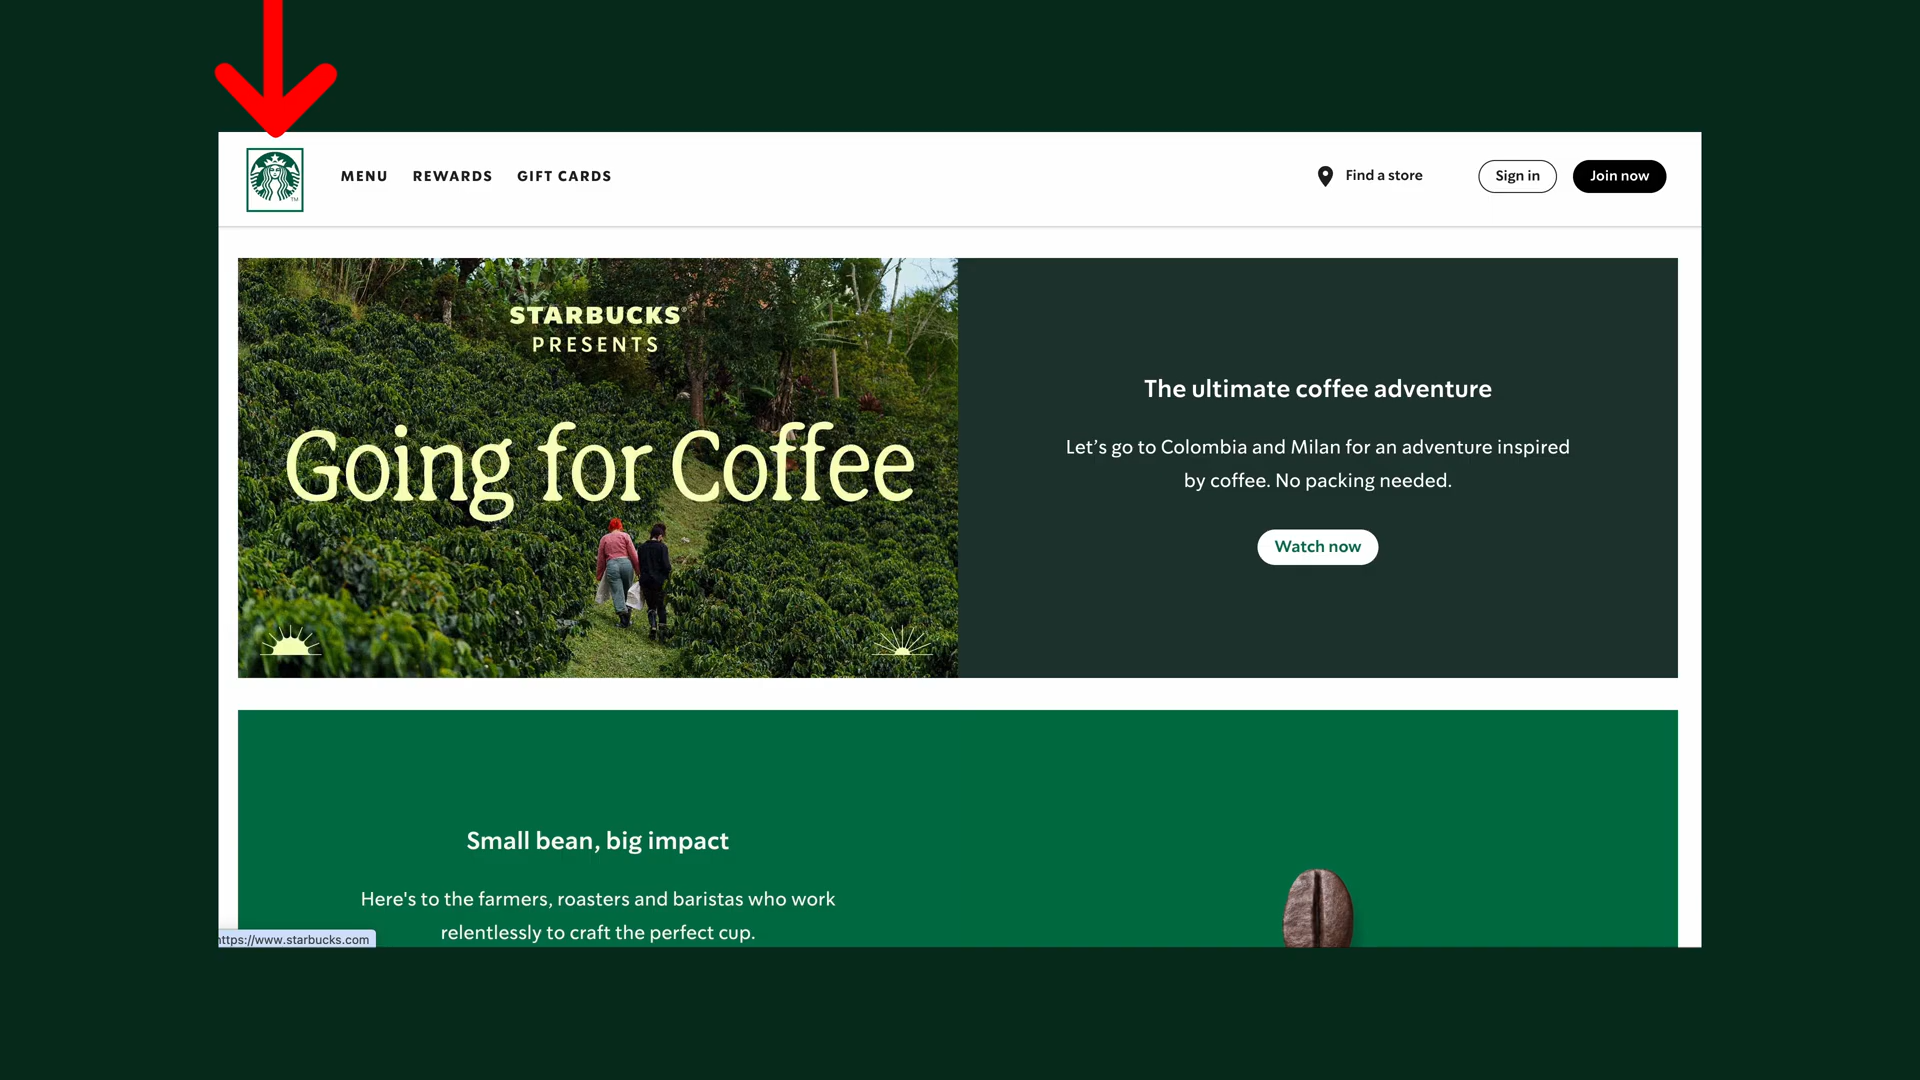 TM
MENU
REWARDS
GIFT CARDS
Find a store
Sign in
Join now
STARBUCKS®
PRESENTS
Going for Coffee
The ultimate coffee adventure
Let’s go to Colombia and Milan for an adventure inspired
by coffee. No packing needed.
Watch now
Small bean, big impact
Here's to the farmers, roasters and baristas who work
relentlessly to craft the perfect cup.
https://www.starbucks.com